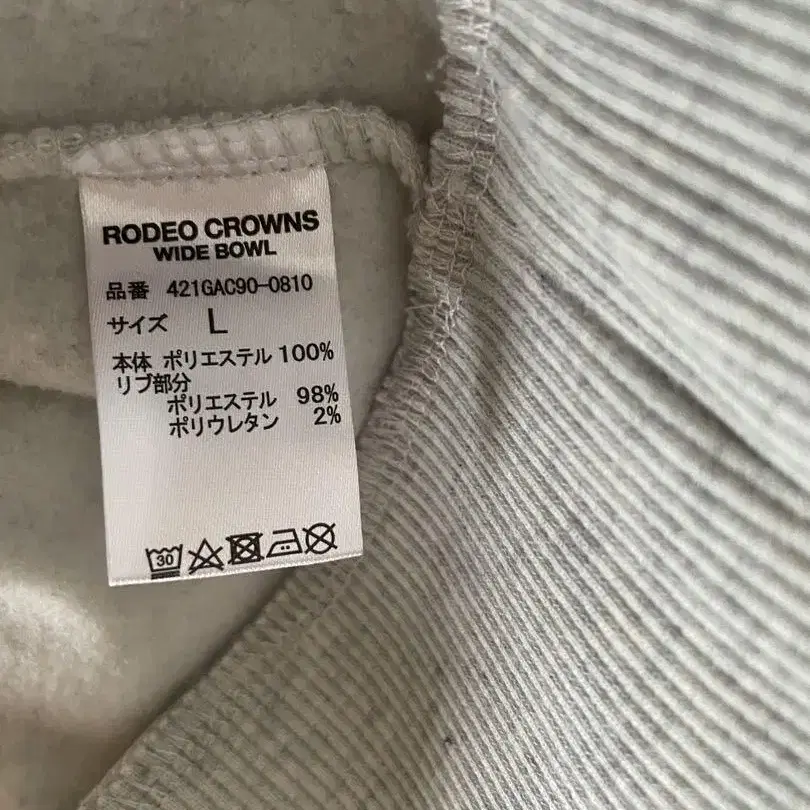 RODEO CROWNS
WIDE BOWL
品番 421GAC90-0810
サイズ L
本体 ポリエステル 100%
リブ部分
ポリエステル 98%
ポリウレタン 2%
30